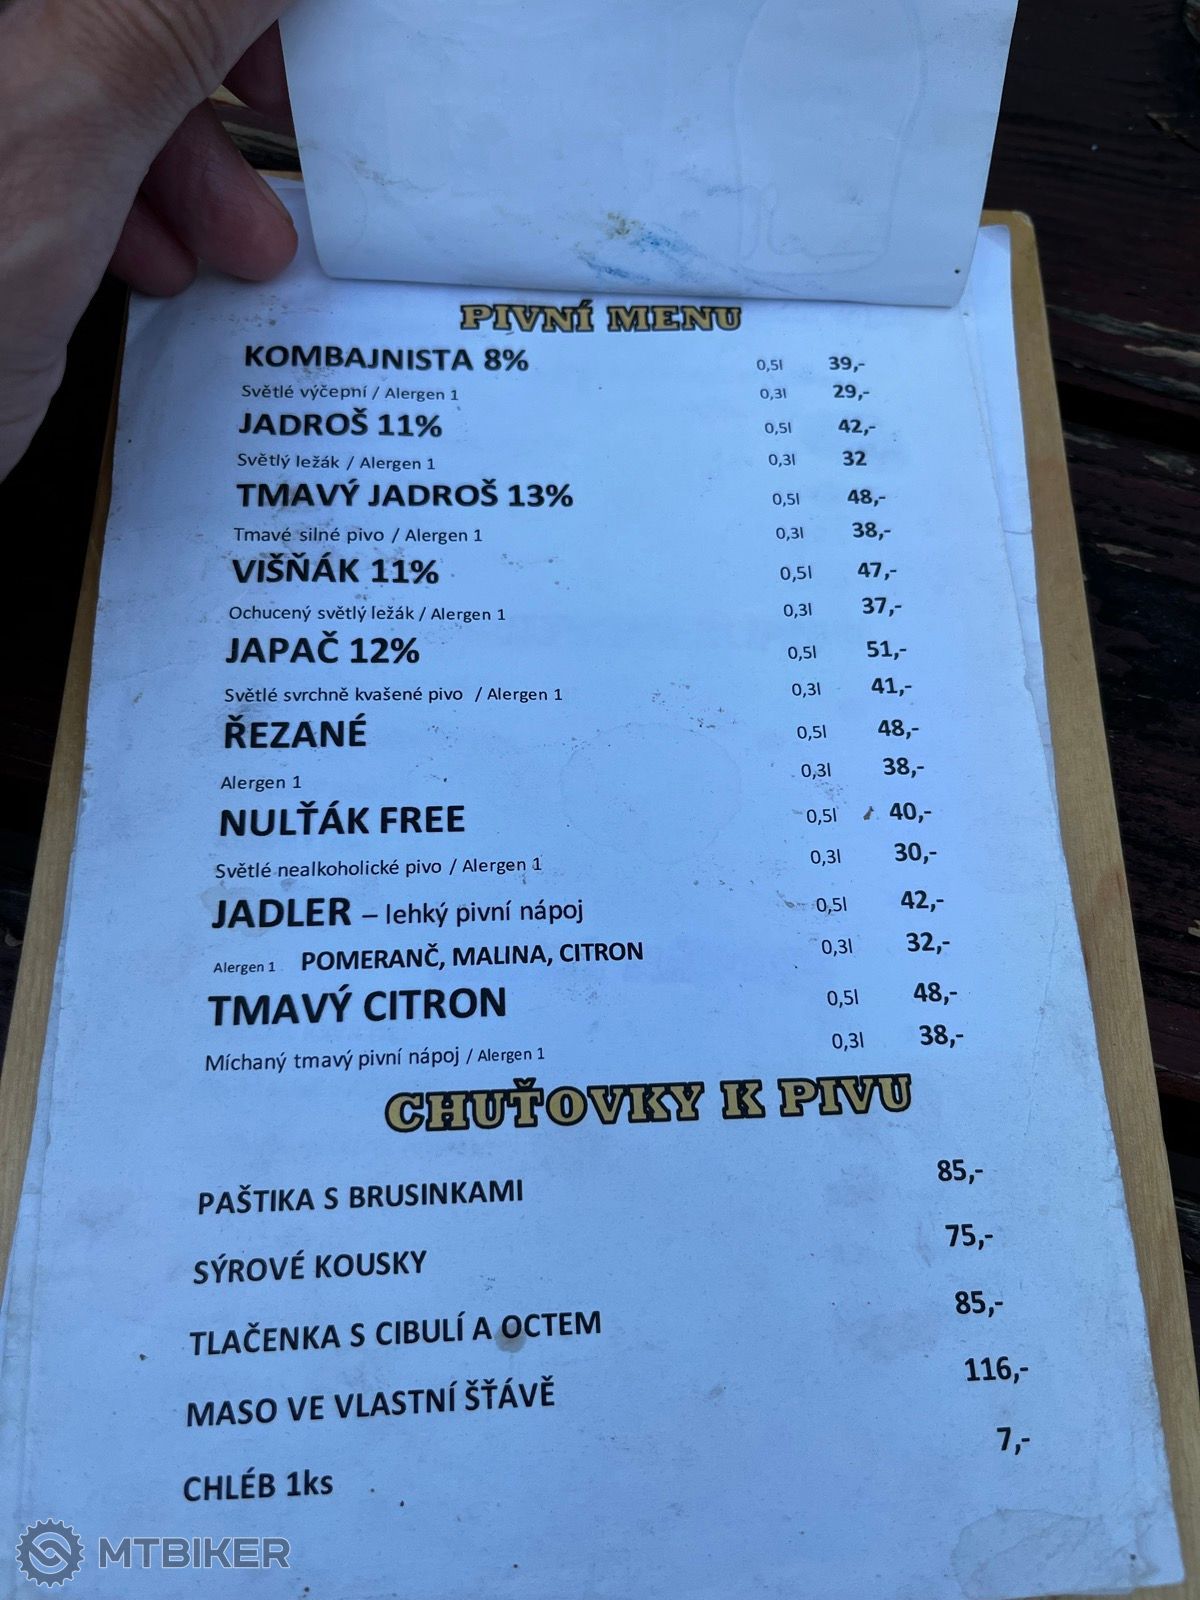 PIVNÍ MENU
KOMBAJNISTA 8% 0,5l 39,-
Světlé výčepní / Alergen 1 0,3l 29,-
JADROŠ 11% 0,5l 42,-
Světlý ležák / Alergen 1 0,3l 32
TMAVÝ JADROŠ 13% 0,5l 48,-
Tmavé silné pivo / Alergen 1 0,3l 38,-
VIŠŇÁK 11% 0,5l 47,-
Ochucený světlý ležák / Alergen 1 0,3l 37,-
JAPAČ 12% 0,5l 51,-
Světlé svrchně kvašené pivo / Alergen 1 0,3l 41,-
ŘEZANÉ 0,5l 48,-
Alergen 1 0,3l 38,-
NULŤÁK FREE 0,5l 40,-
Světlé nealkoholické pivo / Alergen 1 0,3l 30,-
JADLER – lehký pivní nápoj 0,5l 42,-
Alergen 1 POMERANČ, MALINA, CITRON 0,3l 32,-
TMAVÝ CITRON 0,5l 48,-
Míchaný tmavý pivní nápoj / Alergen 1 0,3l 38,-
CHUŤOVKY K PIVU
PAŠTIKA S BRUSINKAMI 85,-
SÝROVÉ KOUSKY 75,-
TLAČENKA S CIBULÍ A OCTEM 85,-
MASO VE VLASTNÍ ŠŤÁVĚ 116,-
CHLÉB 1ks 7,-
MTBIKER